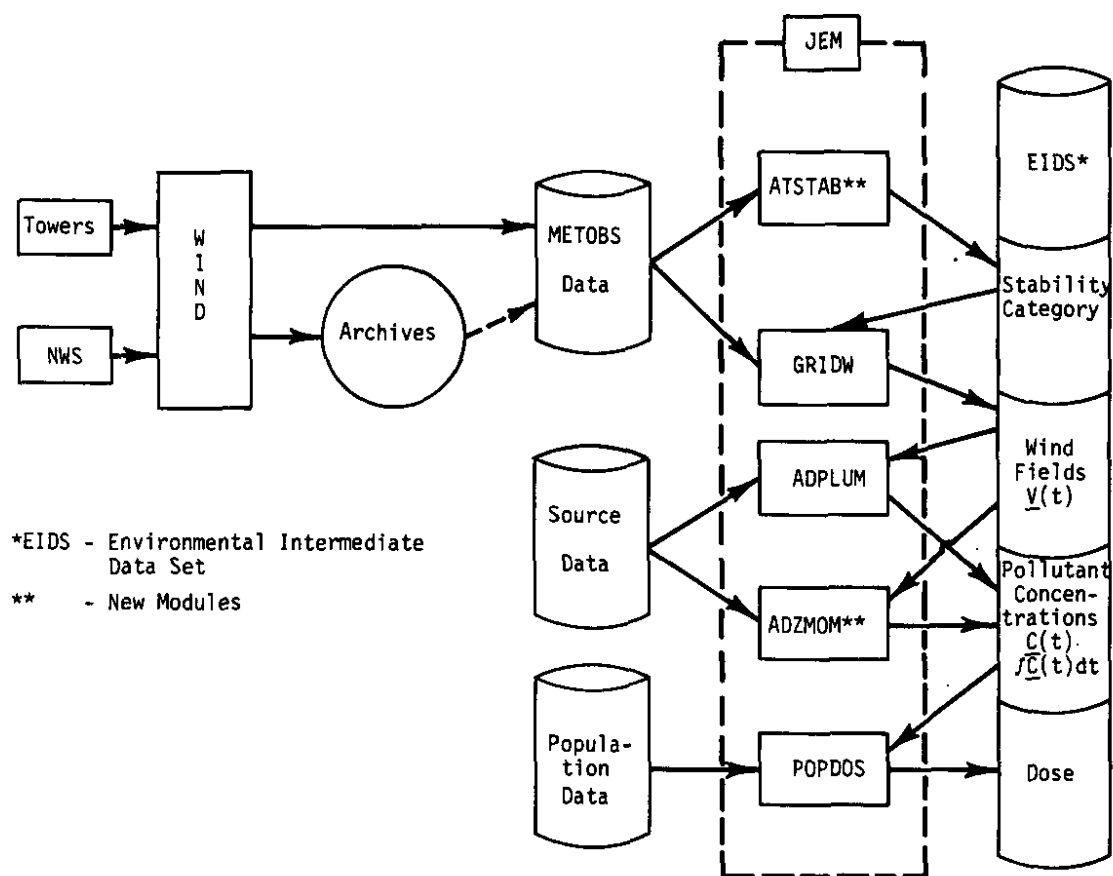 JEM
EIDS*
ATSTAB**
Towers
WIND
METOBS
Data
Stability
Category
NWS
Archives
GRIDW
Wind
Fields
V(t)
ADPLUM
Source
Data
*EIDS - Environmental Intermediate
Data Set
** - New Modules
Pollutant
Concen-
trations
C(t)
∫C(t)dt
ADZMOM**
Popula-
tion
Data
POPDOS
Dose